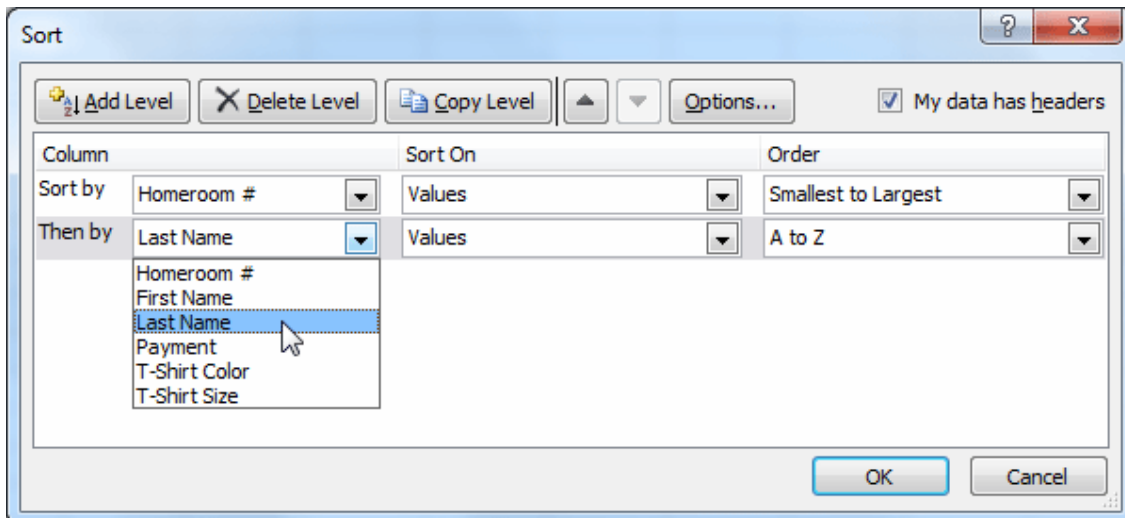 Sort
Add Level Delete Level Copy Level Options... My data has headers
Column Sort On Order
Sort by Homeroom # Values Smallest to Largest
Then by Last Name Values A to Z
Homeroom #
First Name
Last Name
Payment
T-Shirt Color
T-Shirt Size
OK Cancel